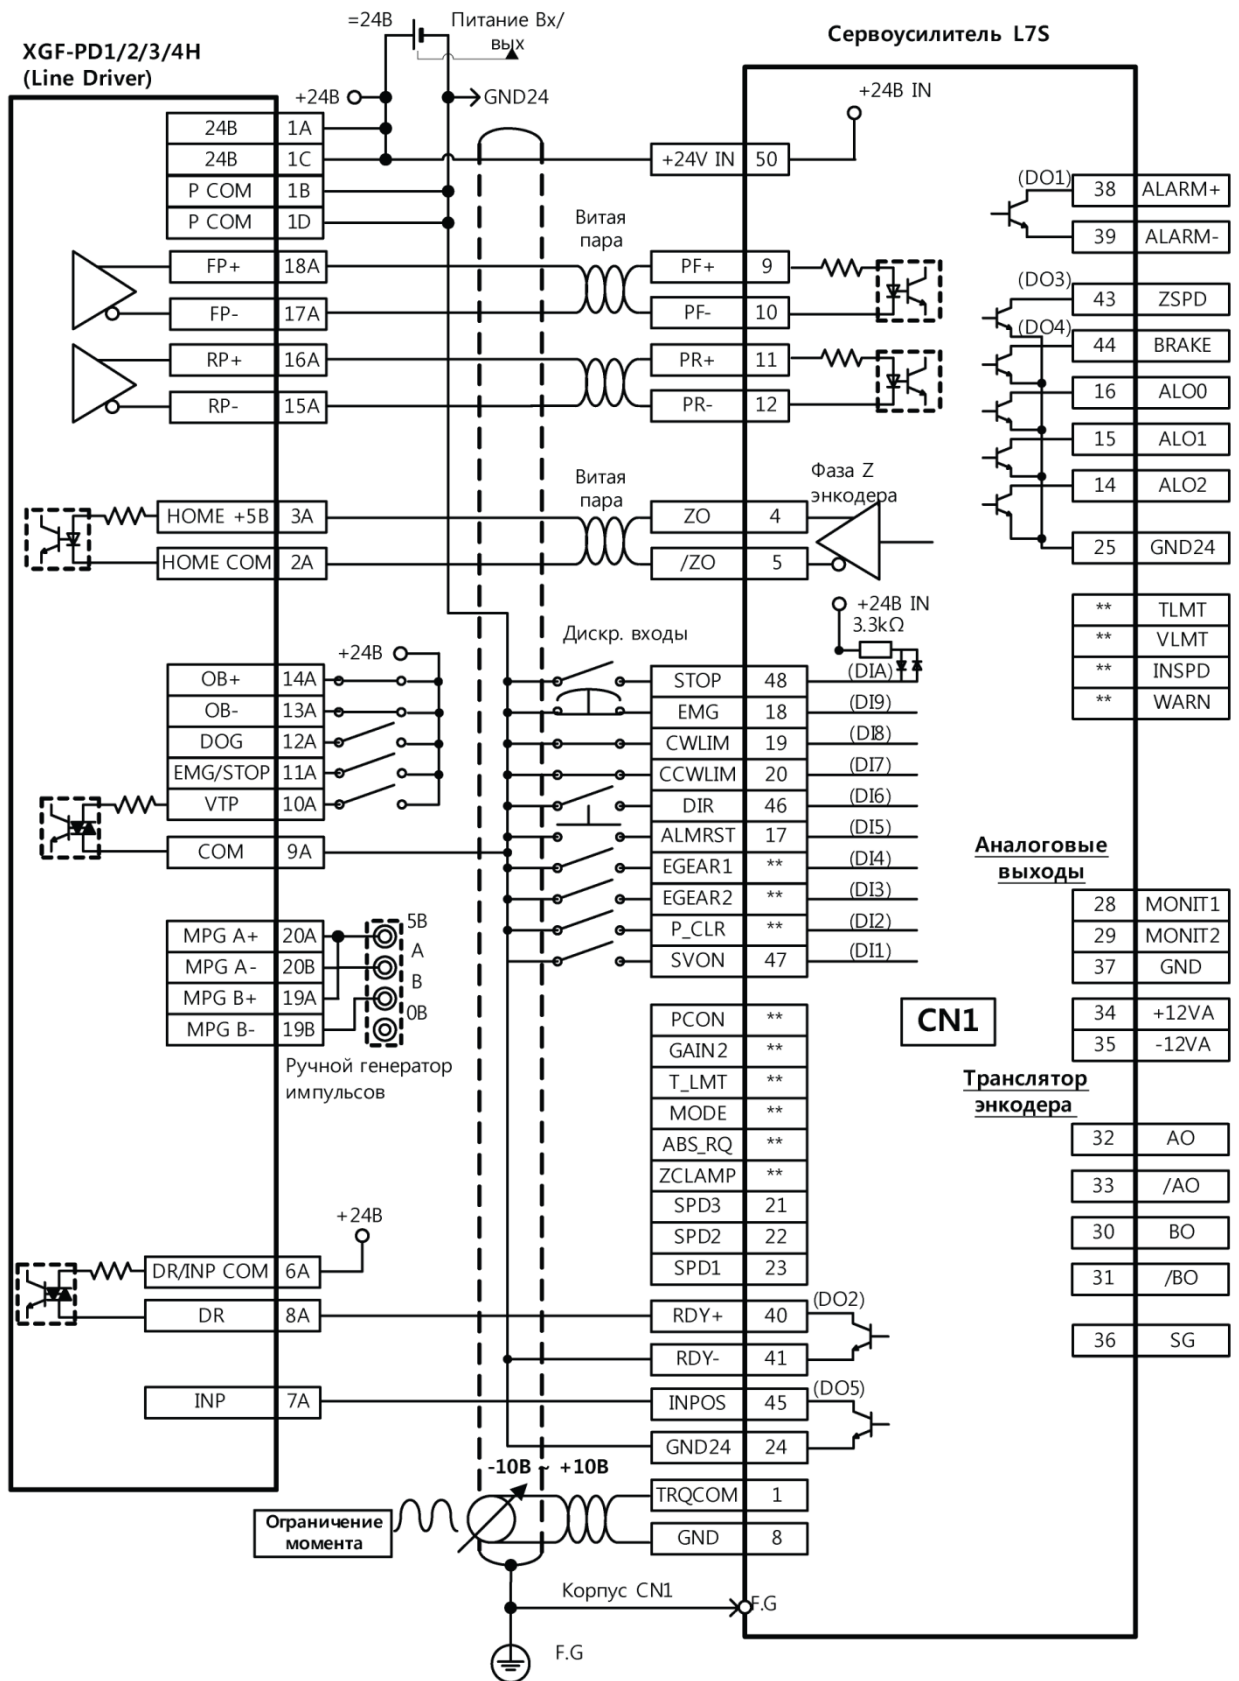 =24В
Питание Вх/
вых
Сервоусилитель L7S
XGF-PD1/2/3/4H
(Line Driver)
+24В
GND24
+24В IN
24В 1A
24В 1C
P COM 1B
P COM 1D
+24V IN 50
(DO1)
38 ALARM+
39 ALARM-
Витая
пара
FP+ 18A
FP- 17A
RP+ 16A
RP- 15A
PF+ 9
PF- 10
PR+ 11
PR- 12
(DO3)
43 ZSPD
(DO4)
44 BRAKE
16 ALO0
15 ALO1
14 ALO2
25 GND24
Витая
пара
Фаза Z
энкодера
HOME +5В 3A
HOME COM 2A
ZO 4
/ZO 5
+24В IN
3.3kΩ
** TLMT
** VLMT
** INSPD
** WARN
Дискр. входы
+24В
OB+ 14A
OB- 13A
DOG 12A
EMG/STOP 11A
VTP 10A
COM 9A
STOP 48 (DIA)
EMG 18 (DI9)
CWLIM 19 (DI8)
CCWLIM 20 (DI7)
DIR 46 (DI6)
ALMRST 17 (DI5)
EGEAR1 ** (DI4)
EGEAR2 ** (DI3)
P_CLR ** (DI2)
SVON 47 (DI1)
Аналоговые
выходы
28 MONIT1
29 MONIT2
37 GND
34 +12VA
35 -12VA
MPG A+ 20A
MPG A- 20B
MPG B+ 19A
MPG B- 19B
5В
A
B
0В
Ручной генератор
импульсов
CN1
PCON **
GAIN2 **
T_LMT **
MODE **
ABS_RQ **
ZCLAMP **
SPD3 21
SPD2 22
SPD1 23
Транслятор
энкодера
32 AO
33 /AO
30 BO
31 /BO
36 SG
+24В
DR/INP COM 6A
DR 8A
INP 7A
RDY+ 40
(DO2)
RDY- 41
INPOS 45
(DO5)
GND24 24
-10В ~ +10В
TRQCOM 1
GND 8
Ограничение
момента
Корпус CN1
F.G
F.G